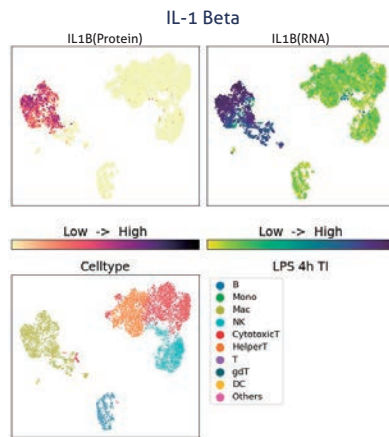 IL-1 Beta
IL1B(Protein)
IL1B(RNA)
Low -> High
Low -> High
Celltype
LPS 4h TI
B
Mono
Mac
NK
CytotoxicT
HelperT
T
gdT
DC
Others